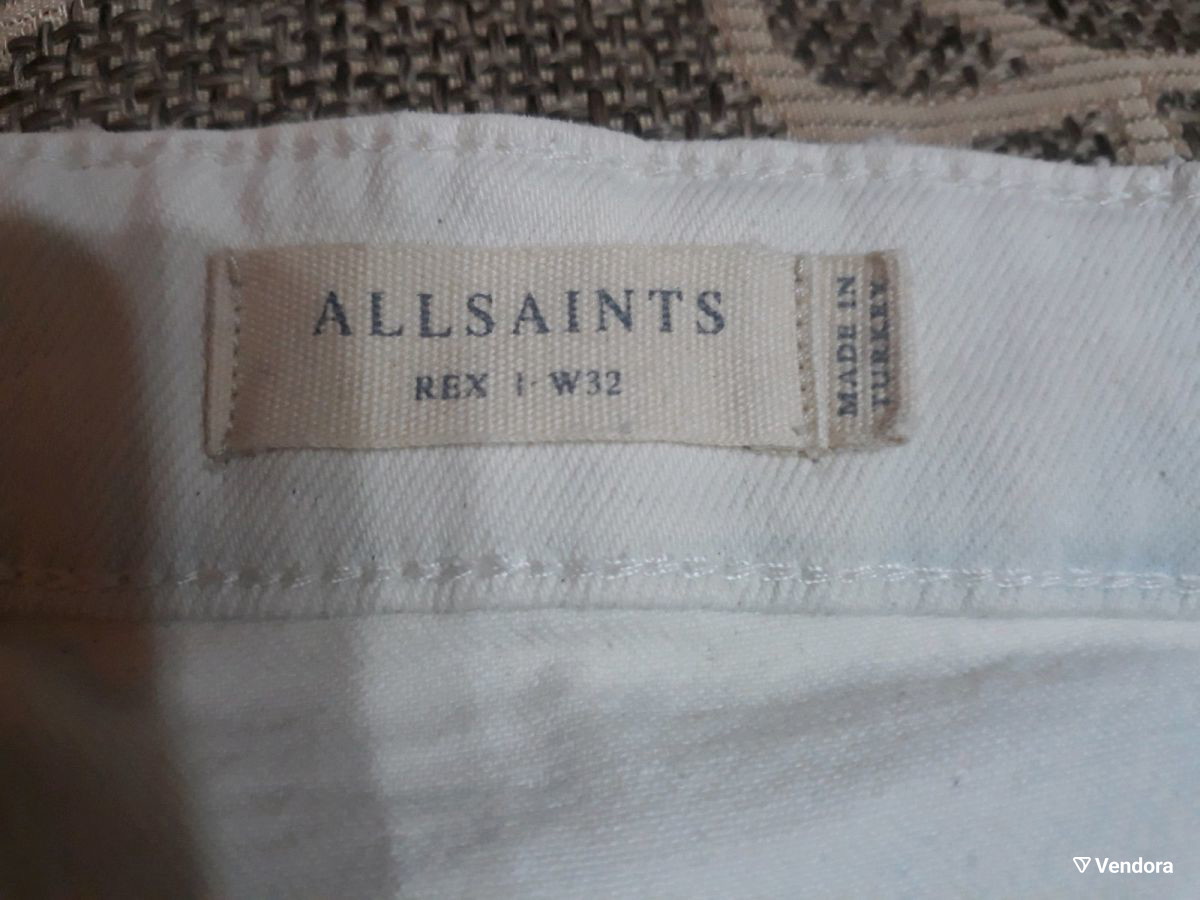 ALLSAINTS
REX | W32
MADE IN
TURKEY
Vendora